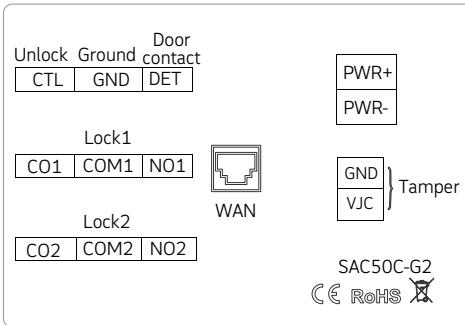 Unlock Ground Door contact
CTL GND DET
PWR+
PWR-
Lock1
CO1 COM1 NO1
WAN
GND
VJC
Tamper
Lock2
CO2 COM2 NO2
SAC50C-G2
CE RoHS